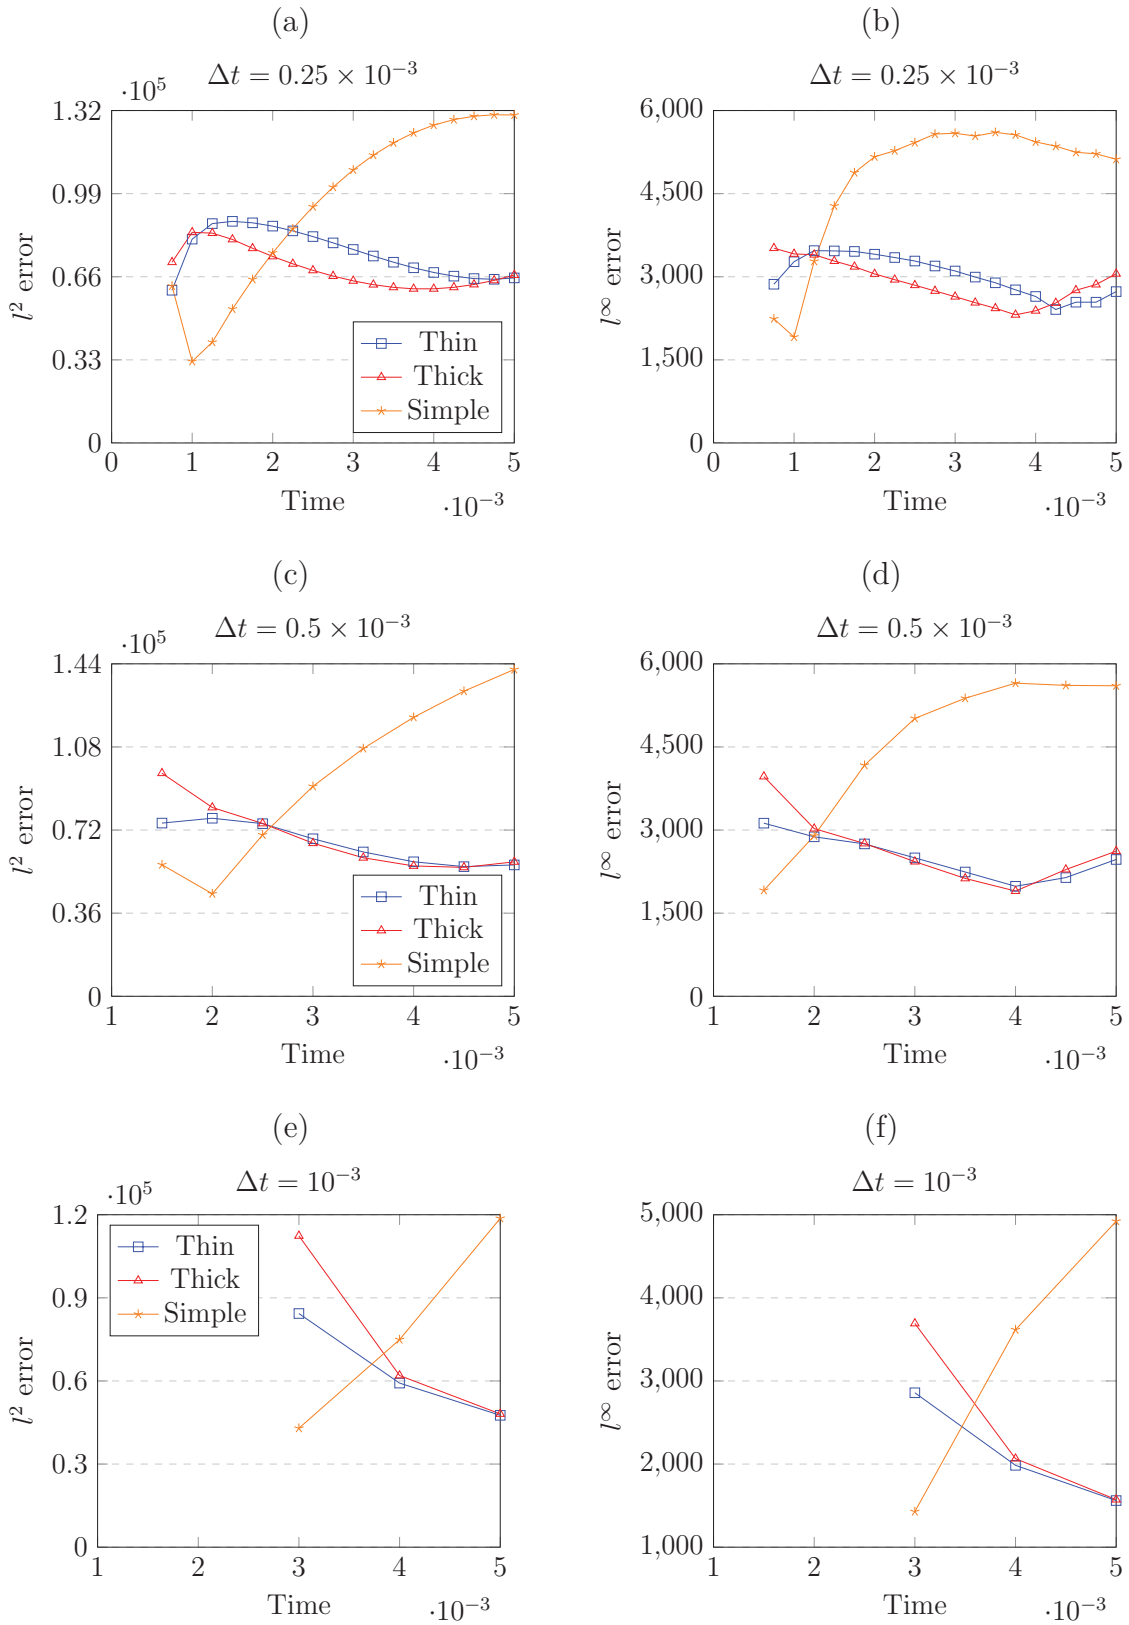 (a)
Δt = 0.25 × 10⁻³
·10⁵
1.32
0.99
0.66
0.33
0
l² error
Thin
Thick
Simple
0 1 2 3 4 5
Time
·10⁻³
(b)
Δt = 0.25 × 10⁻³
6,000
4,500
3,000
1,500
0
l∞ error
0 1 2 3 4 5
Time
·10⁻³
(c)
Δt = 0.5 × 10⁻³
·10⁵
1.44
1.08
0.72
0.36
0
l² error
Thin
Thick
Simple
1 2 3 4 5
Time
·10⁻³
(d)
Δt = 0.5 × 10⁻³
6,000
4,500
3,000
1,500
0
l∞ error
1 2 3 4 5
Time
·10⁻³
(e)
Δt = 10⁻³
·10⁵
1.2
0.9
0.6
0.3
0
l² error
Thin
Thick
Simple
1 2 3 4 5
Time
·10⁻³
(f)
Δt = 10⁻³
5,000
4,000
3,000
2,000
1,000
l∞ error
1 2 3 4 5
Time
·10⁻³